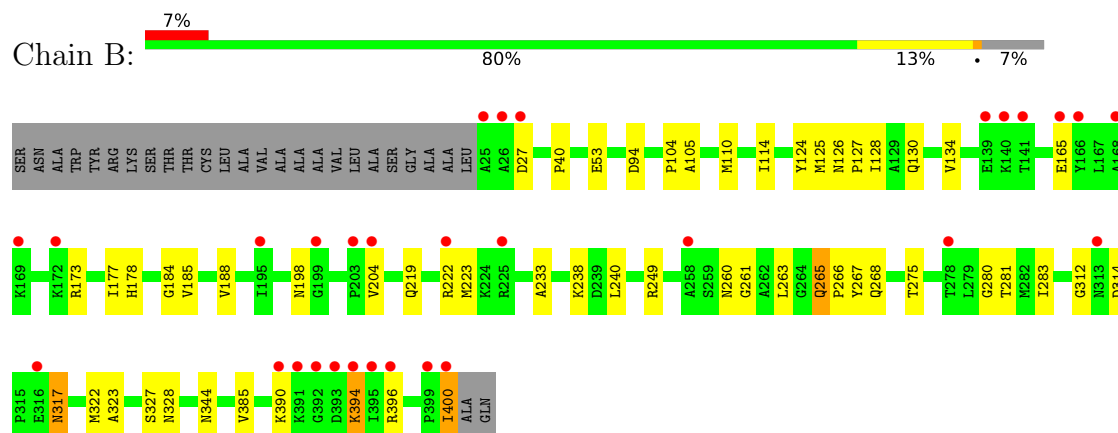 7%
Chain B:
80% 13% • 7%
SER ASN ALA TRP TYR ARG LYS SER THR THR CYS LEU ALA VAL ALA ALA ALA VAL LEU ALA SER GLY ALA ALA LEU A25 A26 D27 P40 E53 D94 P104 A105 M110 I114 Y124 M125 N126 P127 I128 A129 Q130 V134 E139 K140 T141 E165 Y166 L167 A168
K169 K172 R173 I177 H178 G184 V185 V188 I195 N198 G199 P203 V204 Q219 R222 M223 K224 R225 A233 K238 D239 L240 R249 A258 S259 N260 G261 A262 L263 G264 Q265 P266 Y267 Q268 T275 T278 L279 G280 T281 M282 I283 G312 N313 D314
P315 E316 N317 M322 A323 S327 N328 N344 V385 K390 K391 G392 D393 K394 I395 R396 P399 I400 ALA GLN